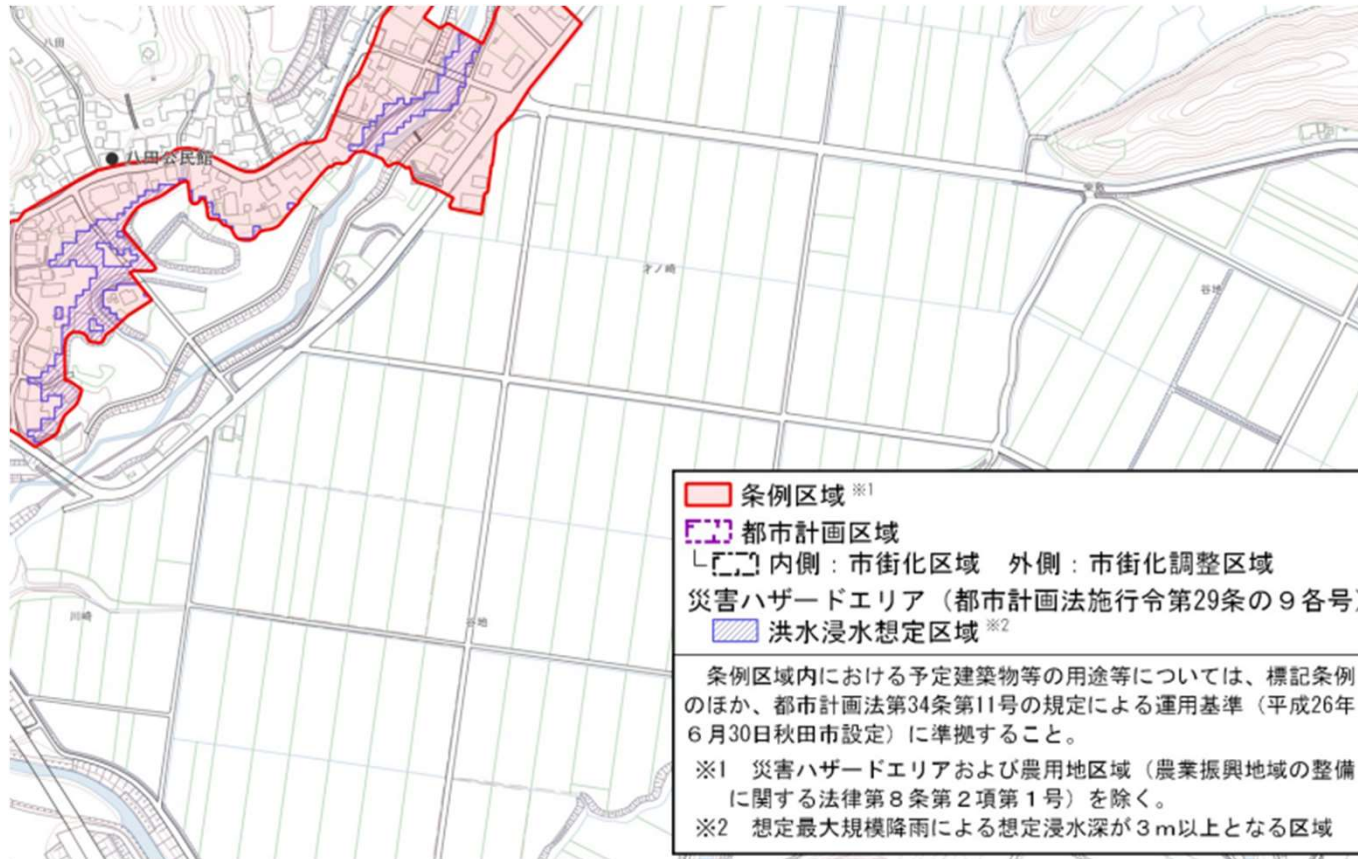 八田
八田公民館
才ノ崎
谷地
川崎
谷地
条例区域※1
都市計画区域
内側：市街化区域　外側：市街化調整区域
災害ハザードエリア（都市計画法施行令第29条の９各号）
洪水浸水想定区域※2
条例区域内における予定建築物等の用途等については、標記条例
のほか、都市計画法第34条第11号の規定による運用基準（平成26年
６月30日秋田市設定）に準拠すること。
※1　災害ハザードエリアおよび農用地区域（農業振興地域の整備
に関する法律第８条第２項第１号）を除く。
※2　想定最大規模降雨による想定浸水深が３ｍ以上となる区域